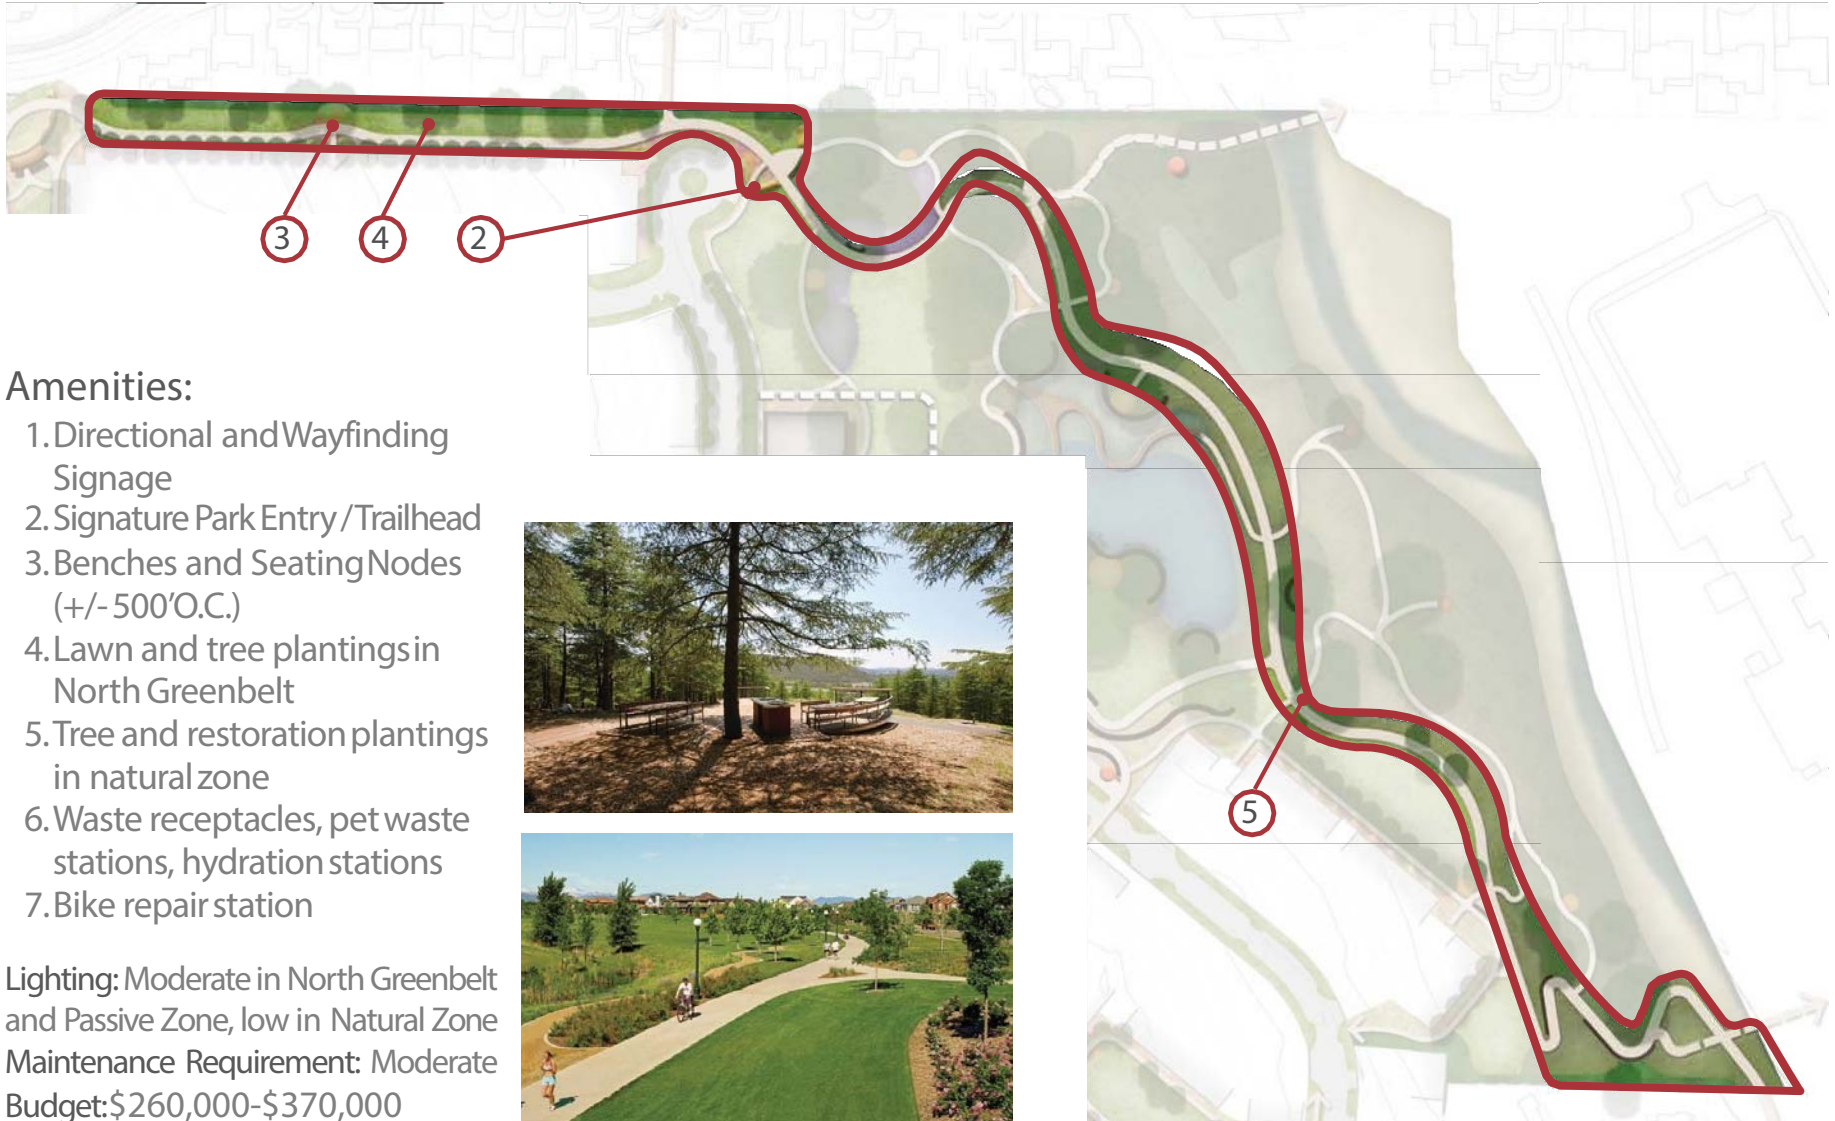 3
4
2
5
Amenities:
1. Directional and Wayfinding
Signage
2. Signature Park Entry / Trailhead
3. Benches and Seating Nodes
(+/- 500'O.C.)
4. Lawn and tree plantings in
North Greenbelt
5. Tree and restoration plantings
in natural zone
6. Waste receptacles, pet waste
stations, hydration stations
7. Bike repair station
Lighting: Moderate in North Greenbelt
and Passive Zone, low in Natural Zone
Maintenance Requirement: Moderate
Budget: $260,000-$370,000